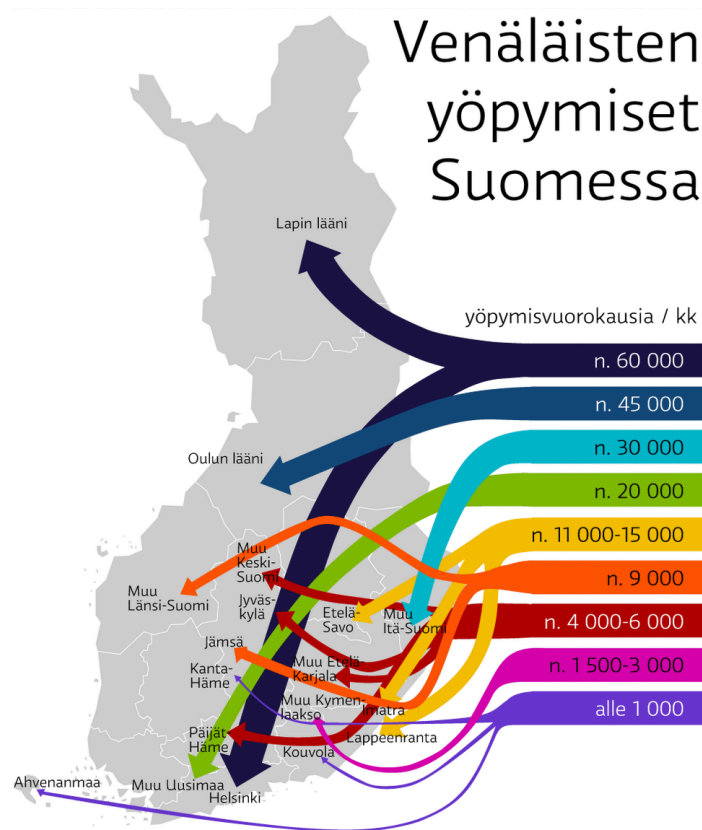 Venäläisten
yöpymiset
Suomessa
Lapin lääni
yöpymisvuorokausia / kk
n. 60 000
n. 45 000
n. 30 000
Oulun lääni
n. 20 000
n. 11 000-15 000
Muu
Keski-
Suomi
n. 9 000
Muu
Länsi-Suomi
Jyväs-
kylä
Etelä-
Savo
Muu
Itä-Suomi
n. 4 000-6 000
Jämsä
Kanta-
Häme
Muu Etelä-
Karjala
n. 1 500-3 000
Muu Kymen-
laakso
Imatra
alle 1 000
Päijät-
Häme
Kouvola
Lappeenranta
Ahvenanmaa
Muu Uusimaa
Helsinki